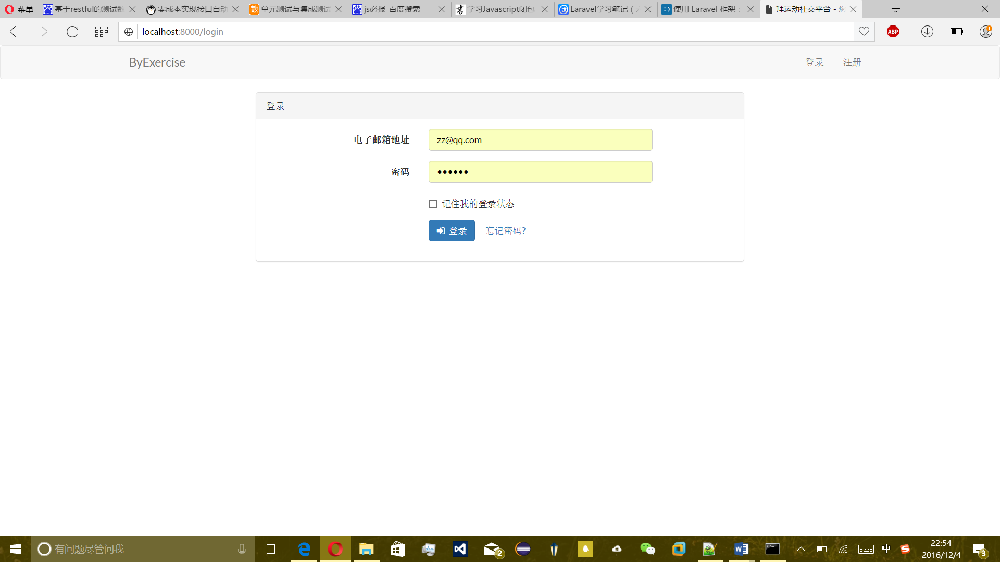 菜单
基于restful的测试数
零成本实现接口自动
单元测试与集成测试
js必报_百度搜索
学习Javascript闭包
Laravel学习笔记（
使用 Laravel 框架：
拜运动社交平台 -
localhost:8000/login
ABP
ByExercise
登录
注册
登录
电子邮箱地址
zz@qq.com
密码
记住我的登录状态
登录
忘记密码?
有问题尽管问我
2
中
22:54
2016/12/4
3